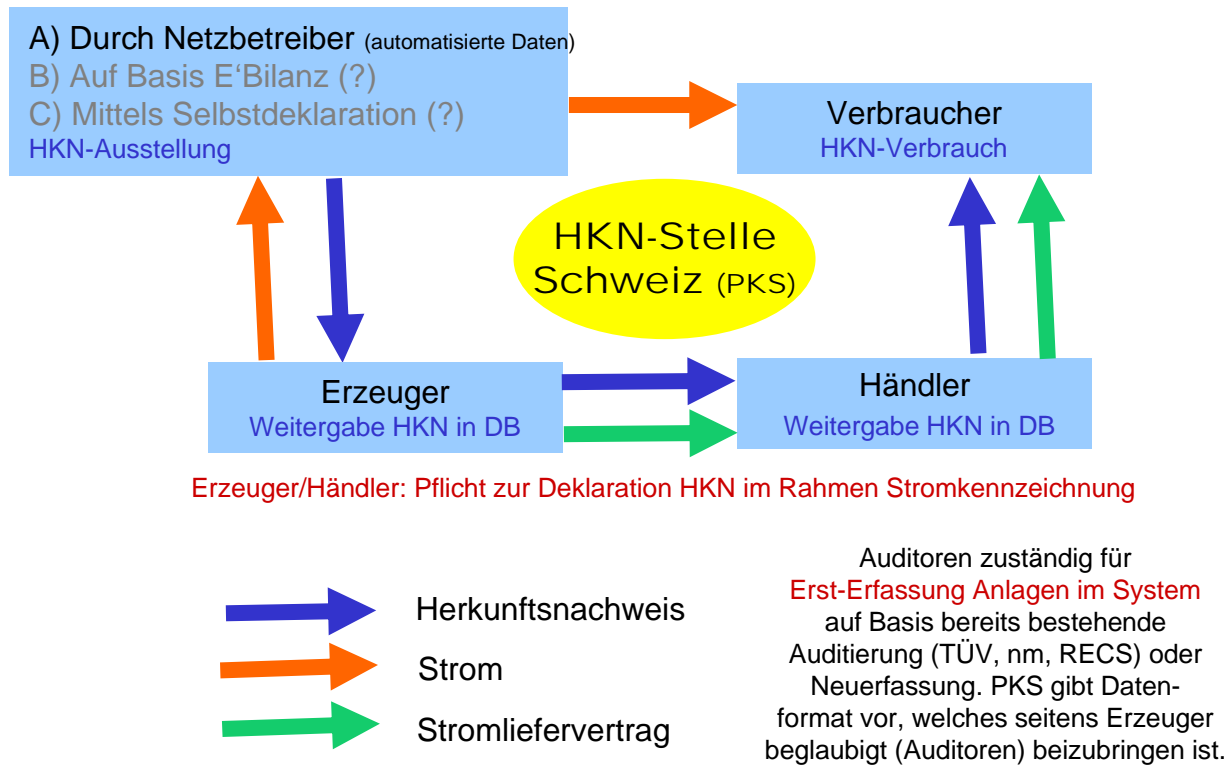 A) Durch Netzbetreiber (automatisierte Daten)
B) Auf Basis E'Bilanz (?)
C) Mittels Selbstdeklaration (?)
HKN-Ausstellung
Verbraucher
HKN-Verbrauch
HKN-Stelle
Schweiz (PKS)
Erzeuger
Weitergabe HKN in DB
Händler
Weitergabe HKN in DB
Erzeuger/Händler: Pflicht zur Deklaration HKN im Rahmen Stromkennzeichnung
Herkunftsnachweis
Strom
Stromliefervertrag
Auditoren zuständig für
Erst-Erfassung Anlagen im System
auf Basis bereits bestehende
Auditierung (TÜV, nm, RECS) oder
Neuerfassung. PKS gibt Daten-
format vor, welches seitens Erzeuger
beglaubigt (Auditoren) beizubringen ist.